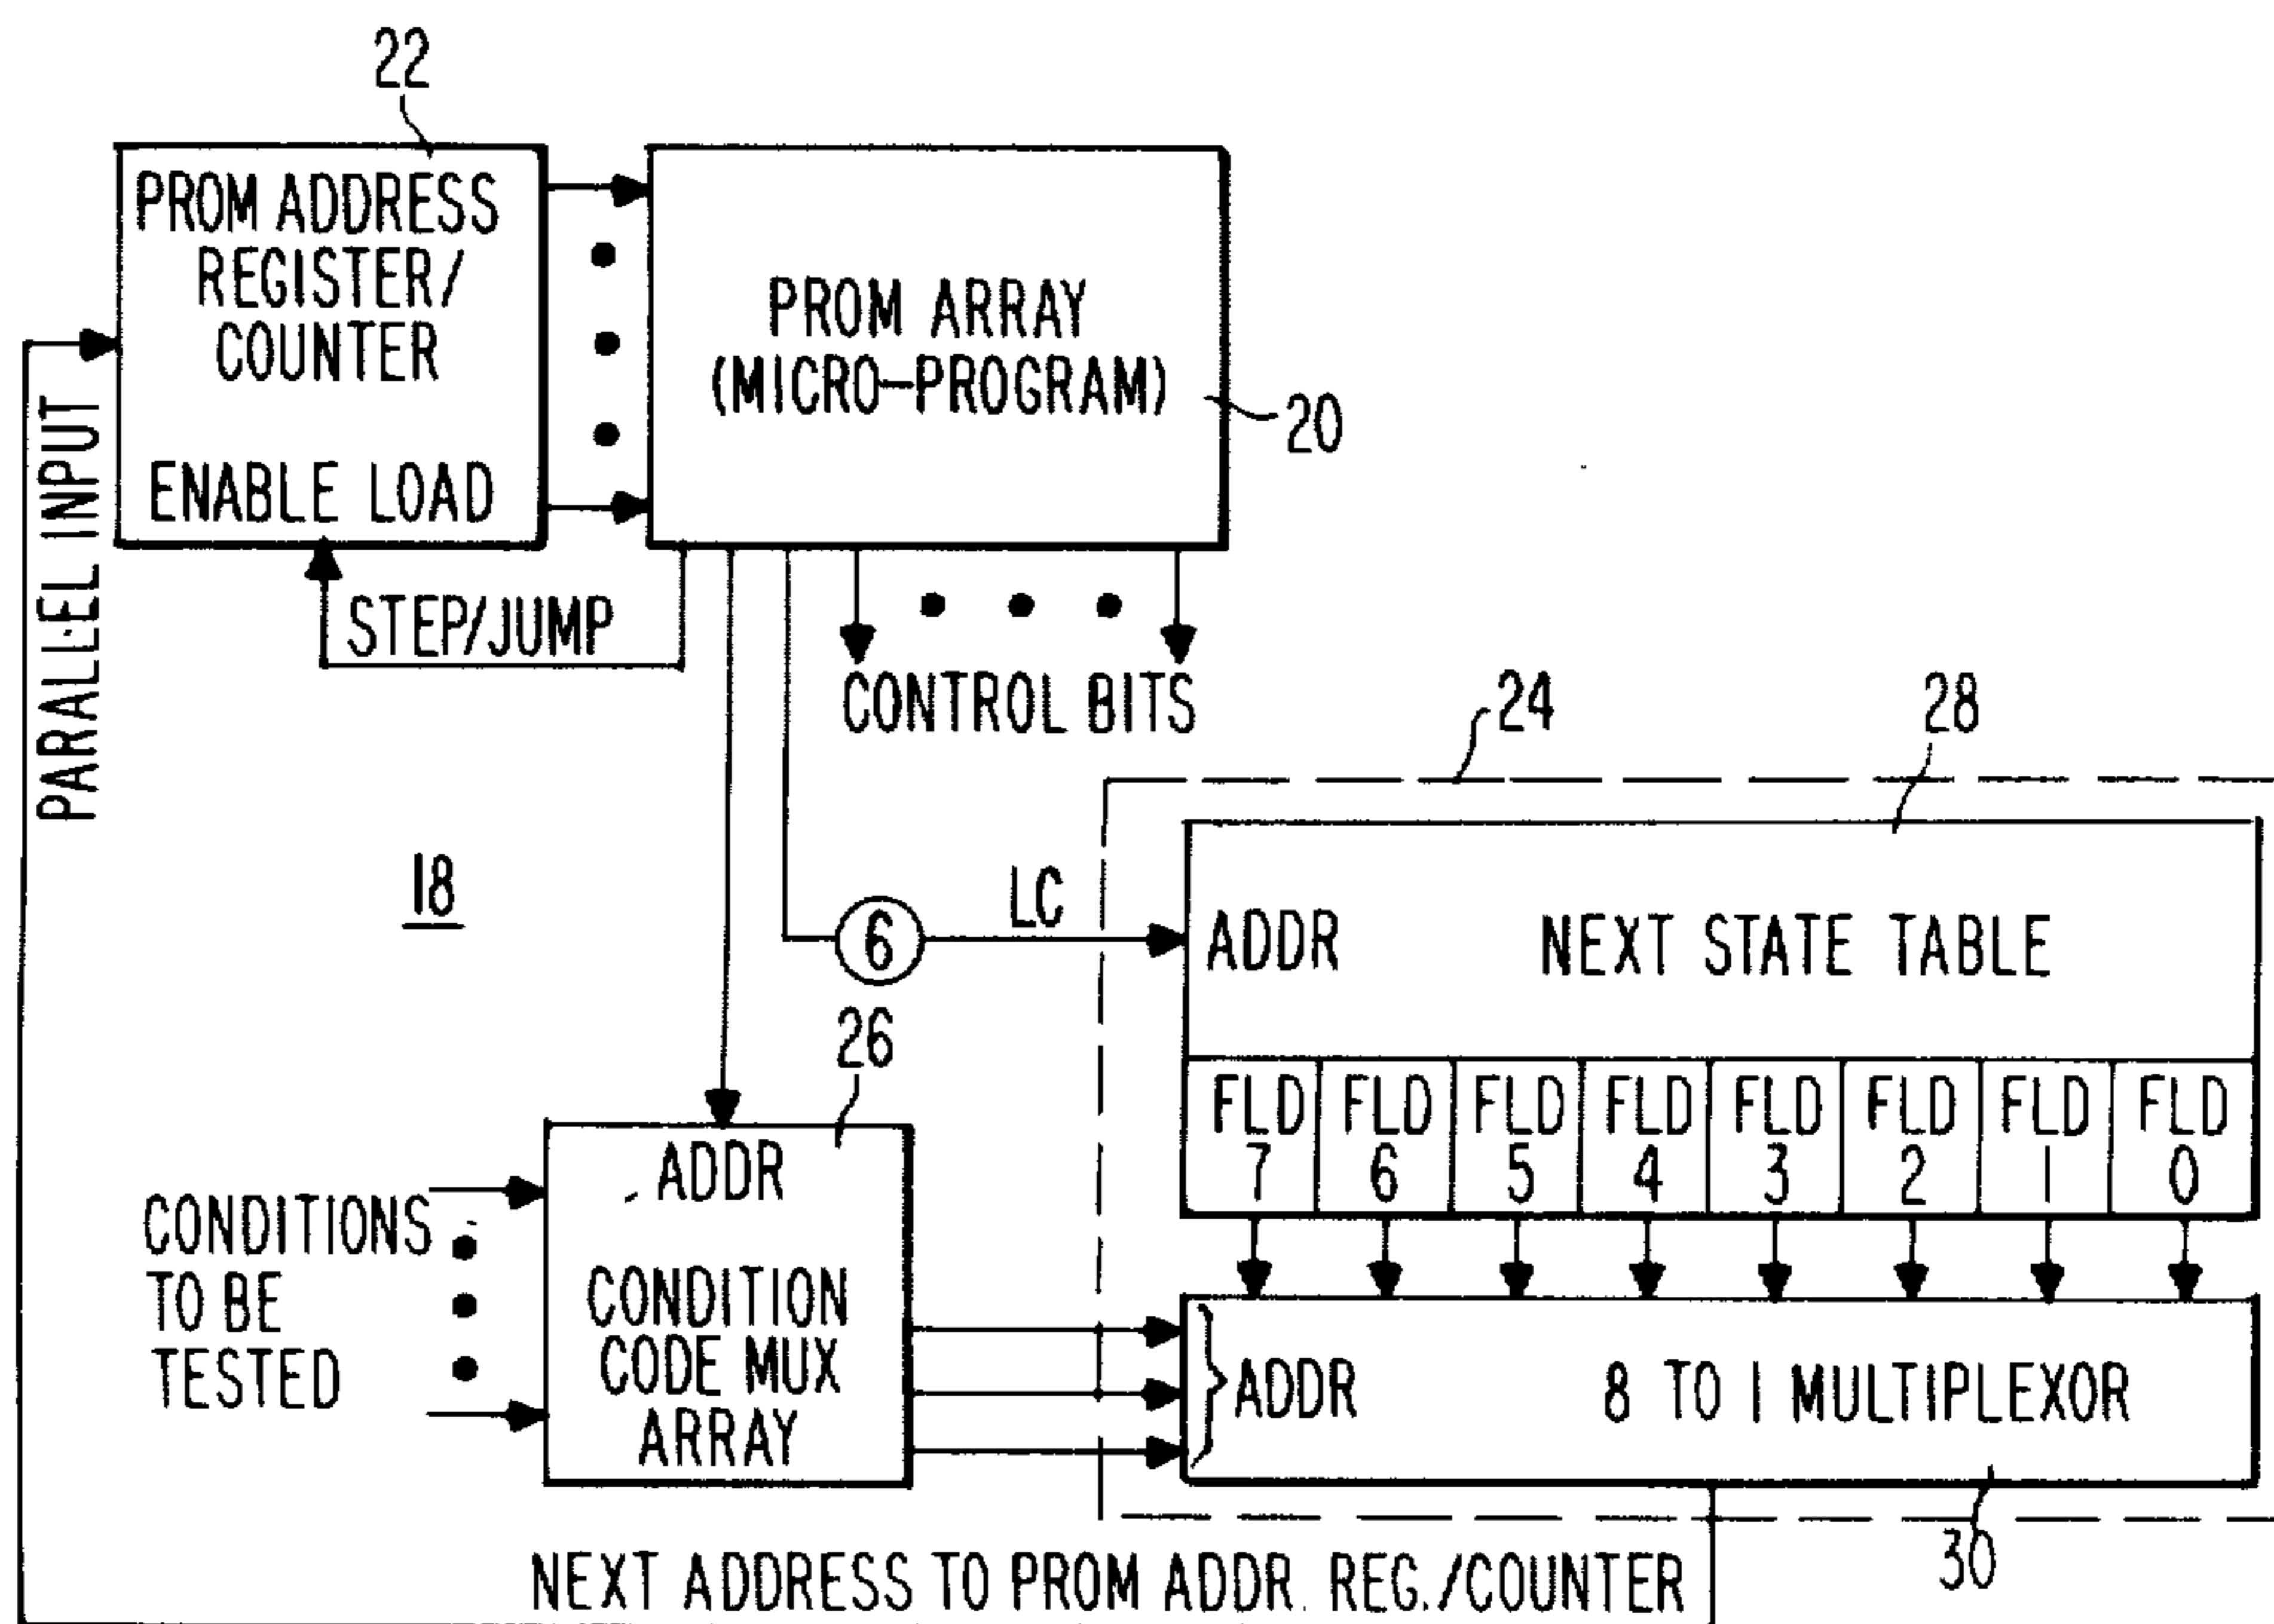 22
PROM ADDRESS
REGISTER/
COUNTER
ENABLE LOAD
PROM ARRAY
(MICRO-PROGRAM)
20
PARALLEL INPUT
STEP/JUMP
CONTROL BITS
24
28
18
6
LC
ADDR
NEXT STATE TABLE
26
FLD
7
FLD
6
FLD
5
FLD
4
FLD
3
FLD
2
FLD
1
FLD
0
CONDITIONS
TO BE
TESTED
ADDR
CONDITION
CODE MUX
ARRAY
ADDR
8 TO 1 MULTIPLEXOR
30
NEXT ADDRESS TO PROM ADDR. REG./COUNTER